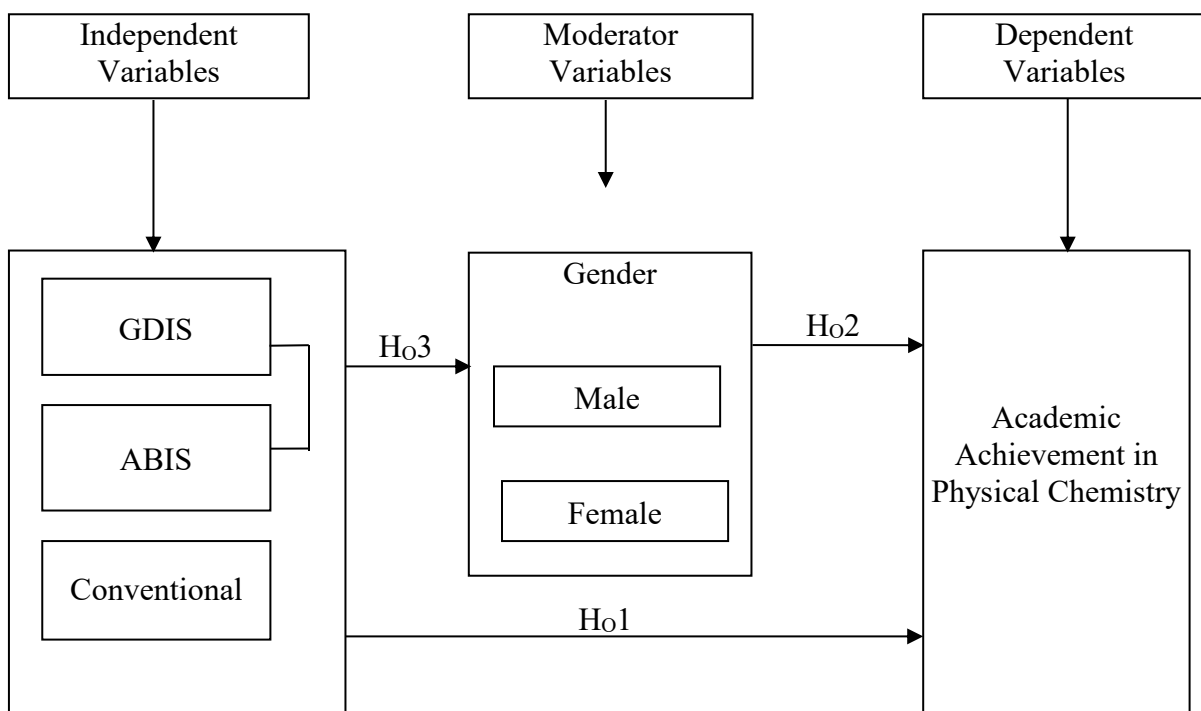 Independent
Variables
Moderator
Variables
Dependent
Variables
GDIS
ABIS
Conventional
HO3
Gender
Male
Female
HO2
HO1
Academic
Achievement in
Physical Chemistry